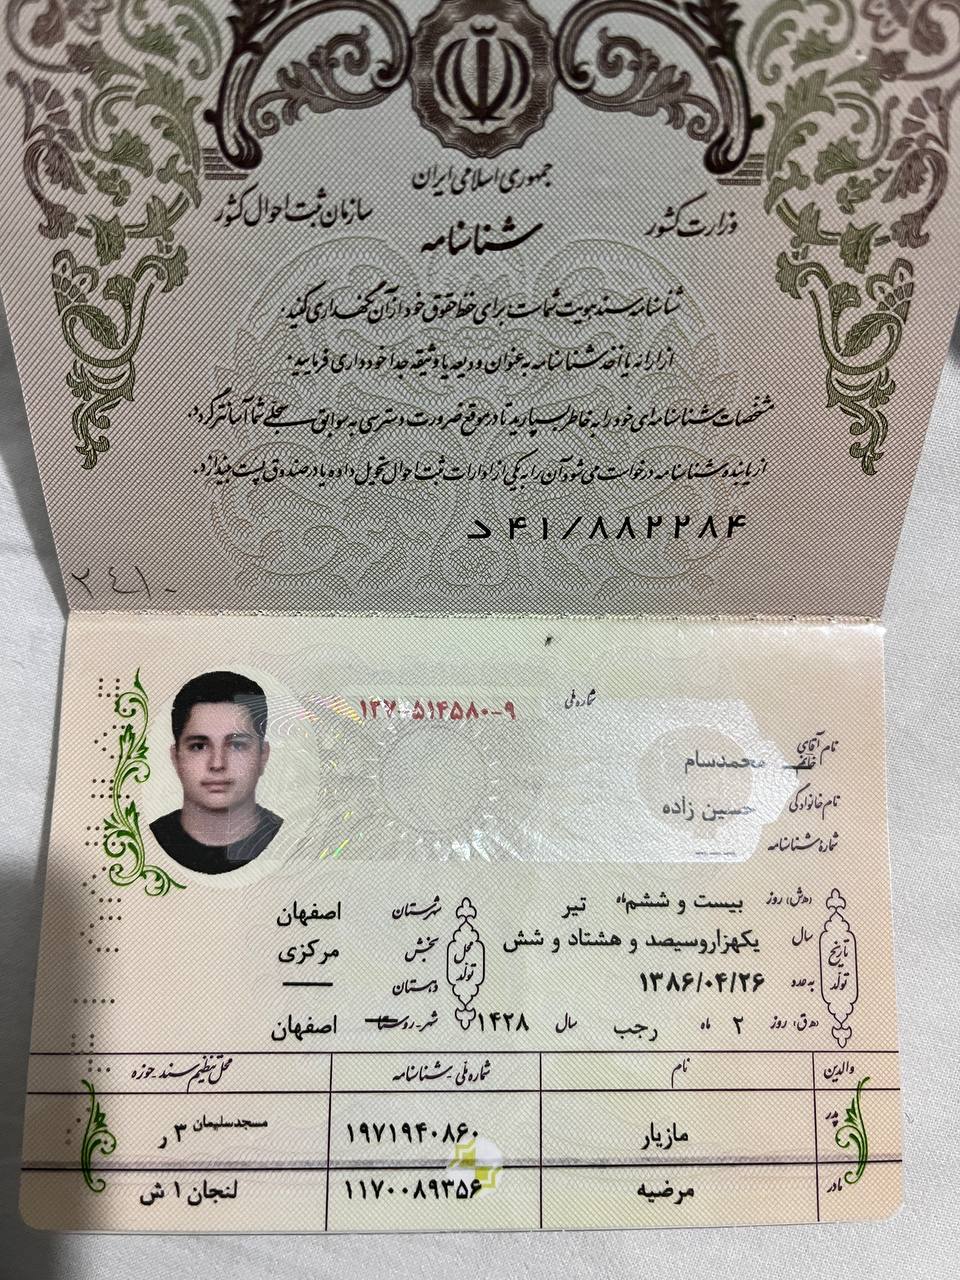 جمهوری اسلامی ایران
وزارت کشور
سازمان ثبت احوال کشور
شناسنامه
شناسنامه سند هویت شماست برای حفظ حقوق خود از آن نگهداری کنید.
از ارائه یا اخذ شناسنامه به عنوان ودیعه یا وثیقه جداً خودداری فرمایید.
مشخصات شناسنامه‌ای خود را به خاطر بسپارید تا در موقع ضرورت دسترسی به سوابق سجلی شما آسانتر گردد.
از یابنده شناسنامه درخواست می‌شود آن را به یکی از ادارات ثبت احوال تحویل داده یا در صندوق پست بیندازد.
د ۴۱/۸۸۲۲۸۴
شماره ملی ۱۲۷-۵۱۴۵۸۰-۹
نام آقای خانم محمدسام
نام خانوادگی حسین زاده
شماره شناسنامه ---
تاریخ تولد
(ه.ش) روز بیست و ششم ماه تیر
سال یکهزاروسیصد و هشتاد و شش
به عدد ۱۳۸۶/۰۴/۲۶
(ه.ق) روز ۲ ماه رجب سال ۱۴۲۸
محل تولد
شهرستان اصفهان
بخش مرکزی
دهستان ——
شهر-روستا اصفهان
والدین نام شماره ملی-شناسنامه محل تنظیم سند-حوزه
پدر مازیار ۱۹۷۱۹۴۰۸۶۰ مسجدسلیمان ۳ ر
مادر مرضیه ۱۱۷۰۰۸۹۳۵۶ لنجان ۱ ش